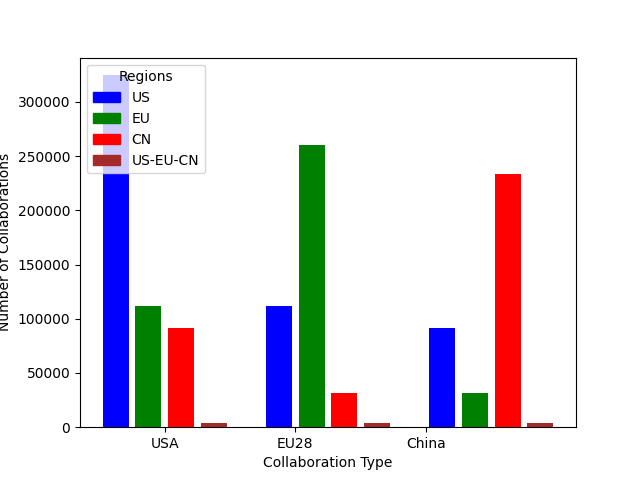 Regions
US
EU
CN
US-EU-CN
300000
250000
200000
150000
100000
50000
0
Number of Collaborations
USA EU28 China
Collaboration Type